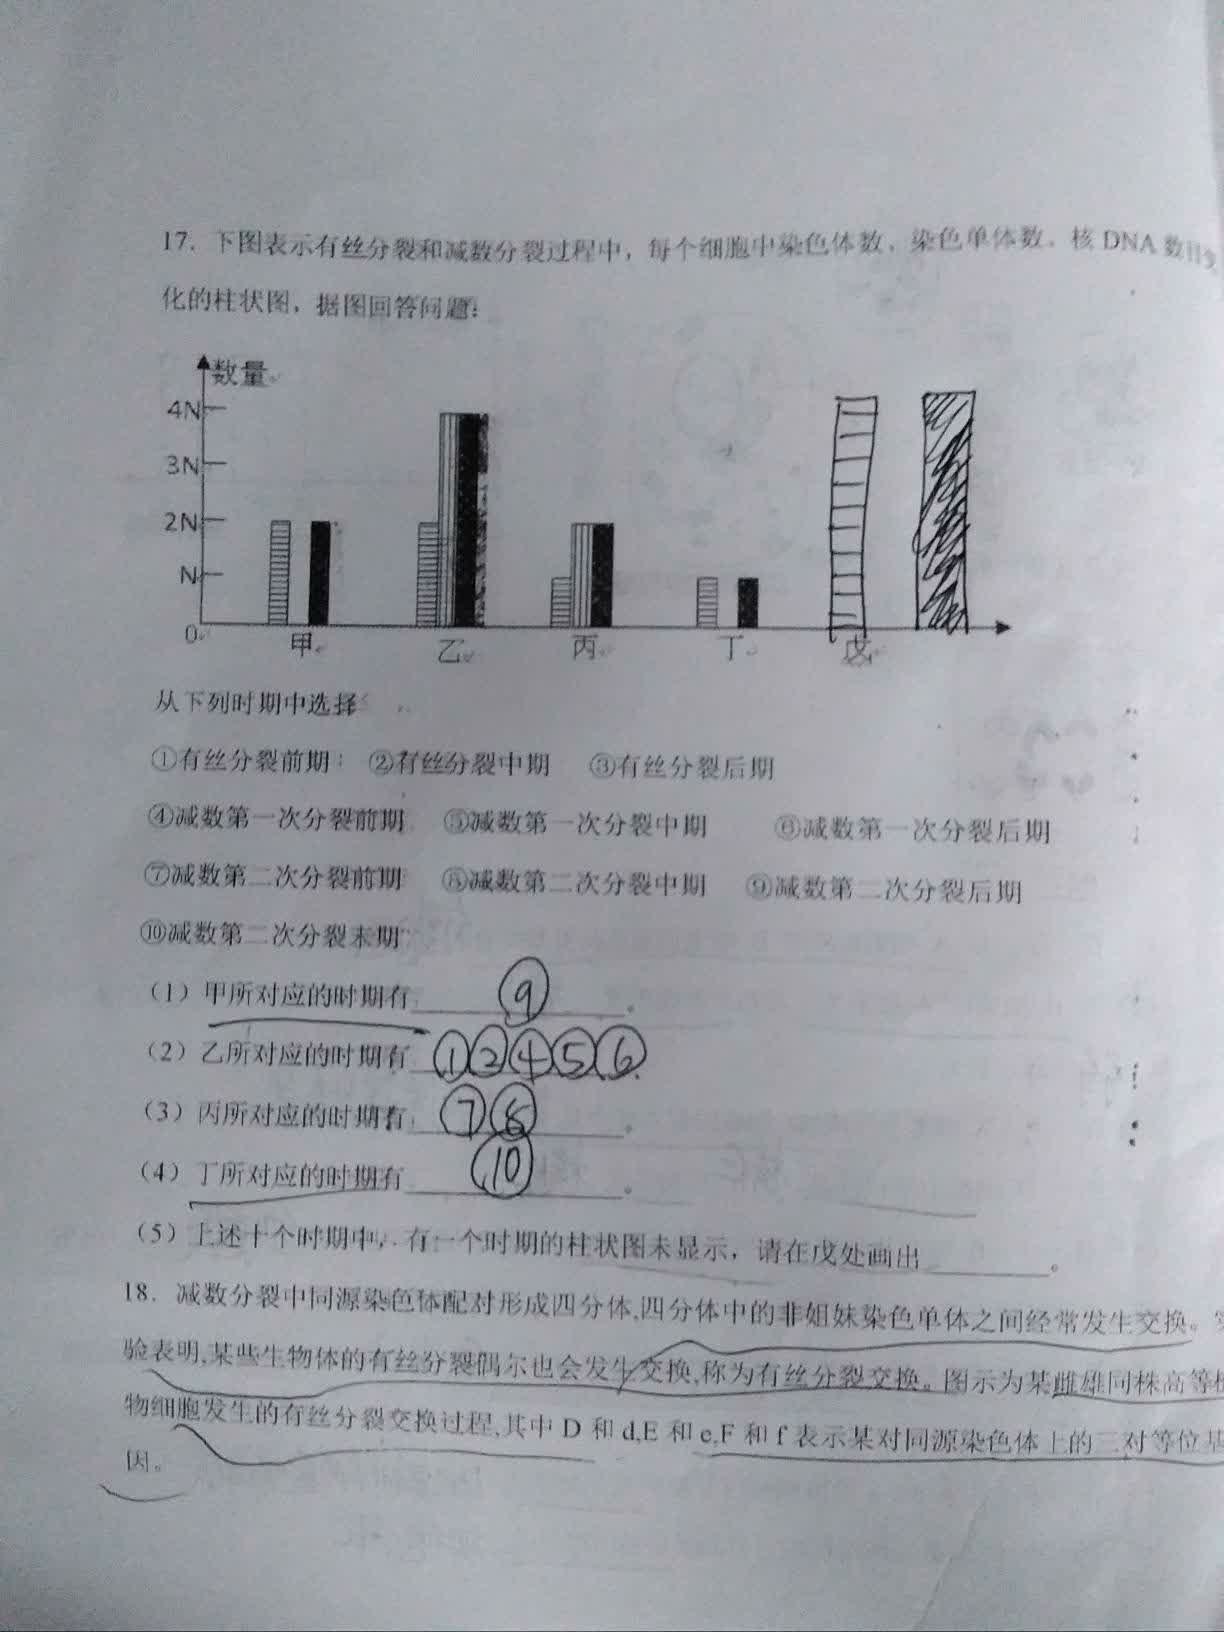 17. 下图表示有丝分裂和减数分裂过程中，每个细胞中染色体数、染色单体数、核 DNA 数目变
化的柱状图，据图回答问题：
数量
4N
3N
2N
N
0
甲 乙 丙 丁 戊
从下列时期中选择
①有丝分裂前期 ②有丝分裂中期 ③有丝分裂后期
④减数第一次分裂前期 ⑤减数第一次分裂中期 ⑥减数第一次分裂后期
⑦减数第二次分裂前期 ⑧减数第二次分裂中期 ⑨减数第二次分裂后期
⑩减数第二次分裂末期
（1）甲所对应的时期有 ⑨ 。
（2）乙所对应的时期有 ①②④⑤⑥
（3）丙所对应的时期有 ⑦⑧ 。
（4）丁所对应的时期有 ⑩ 。
（5）上述十个时期中，有一个时期的柱状图未显示，请在戊处画出______。
18. 减数分裂中同源染色体配对形成四分体,四分体中的非姐妹染色单体之间经常发生交换。实
验表明,某些生物体的有丝分裂偶尔也会发生交换,称为有丝分裂交换。图示为某雌雄同株高等植
物细胞发生的有丝分裂交换过程,其中 D 和 d,E 和 e,F 和 f 表示某对同源染色体上的三对等位基
因。